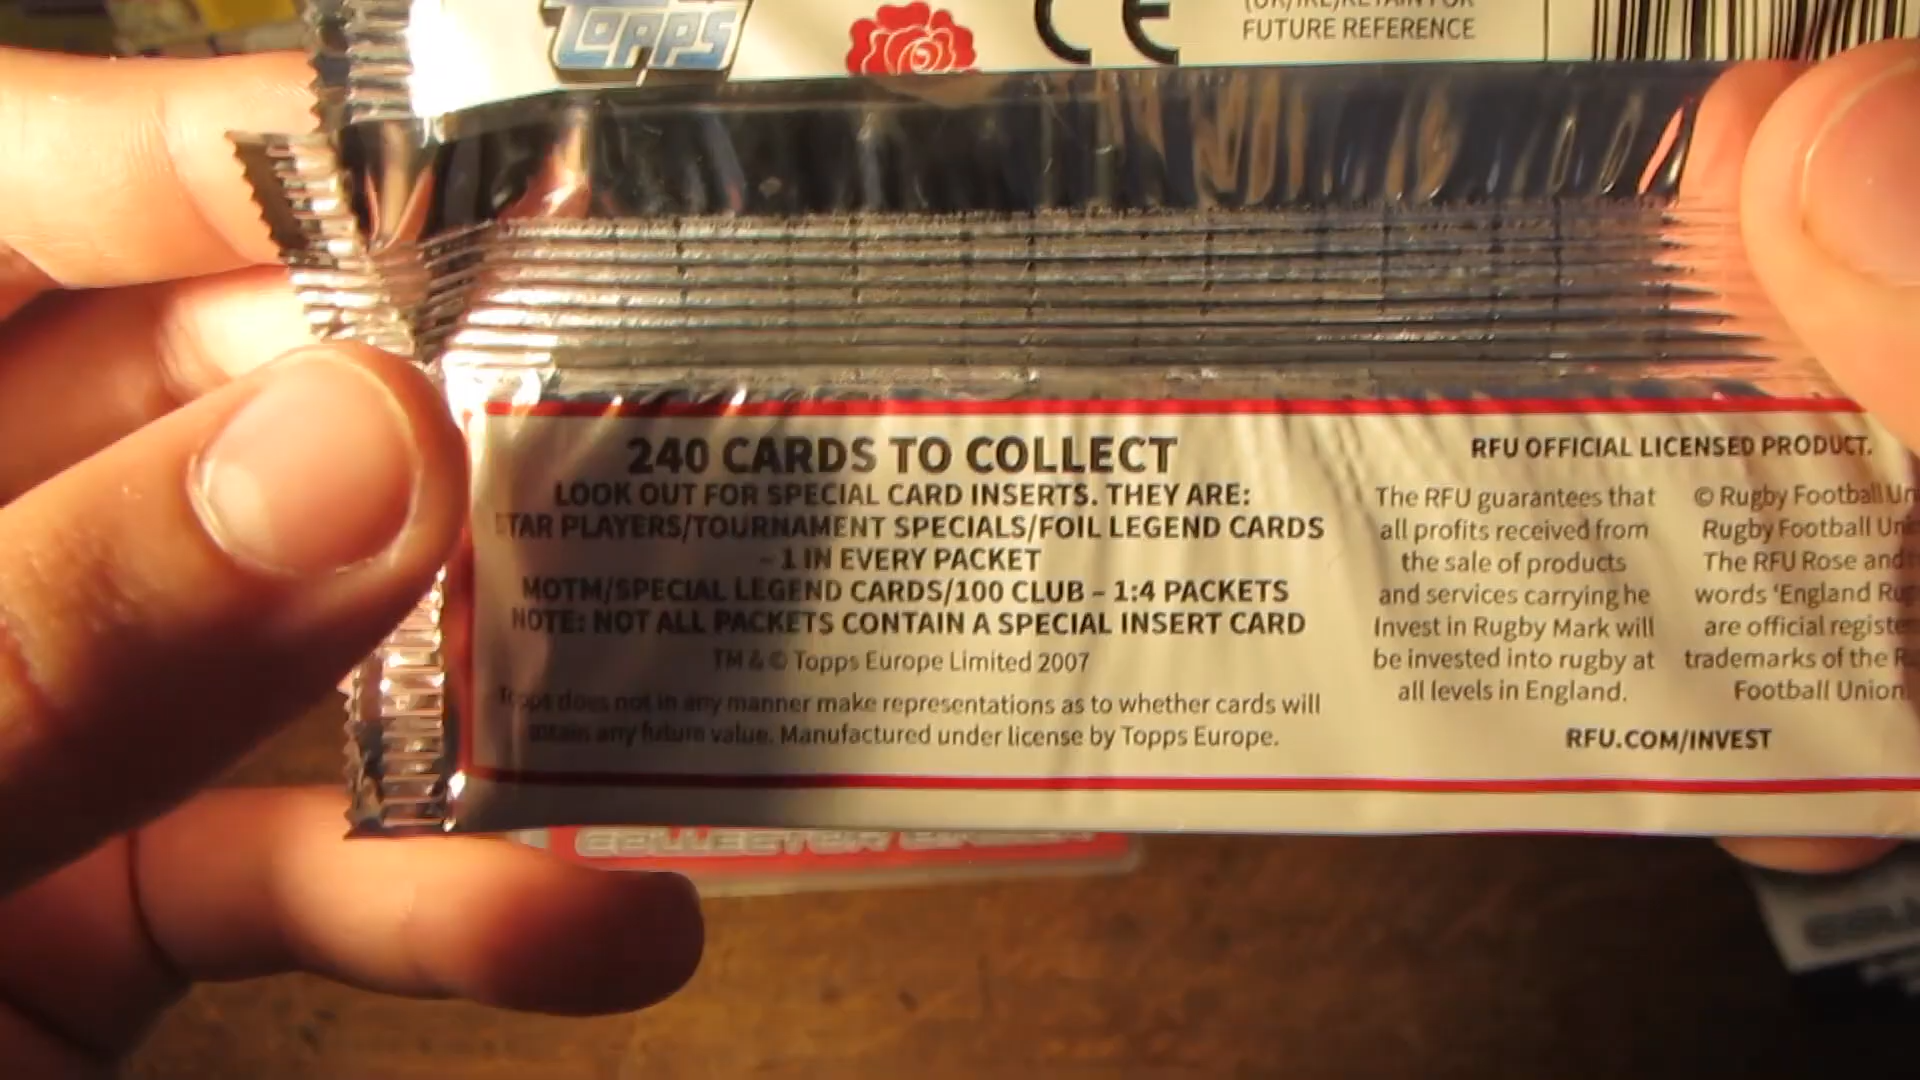 TOPPS
CE
FUTURE REFERENCE
240 CARDS TO COLLECT
LOOK OUT FOR SPECIAL CARD INSERTS. THEY ARE:
STAR PLAYERS/TOURNAMENT SPECIALS/FOIL LEGEND CARDS
- 1 IN EVERY PACKET
MOTM/SPECIAL LEGEND CARDS/100 CLUB – 1:4 PACKETS
NOTE: NOT ALL PACKETS CONTAIN A SPECIAL INSERT CARD
TM & © Topps Europe Limited 2007
Topps does not in any manner make representations as to whether cards will
attain any future value. Manufactured under license by Topps Europe.
RFU OFFICIAL LICENSED PRODUCT.
The RFU guarantees that
all profits received from
the sale of products
and services carrying he
Invest in Rugby Mark will
be invested into rugby at
all levels in England.
© Rugby Football
Rugby Football
The RFU Rose and
words 'England
are official
trademarks of the
Football Union
RFU.COM/INVEST
COLLECTOR